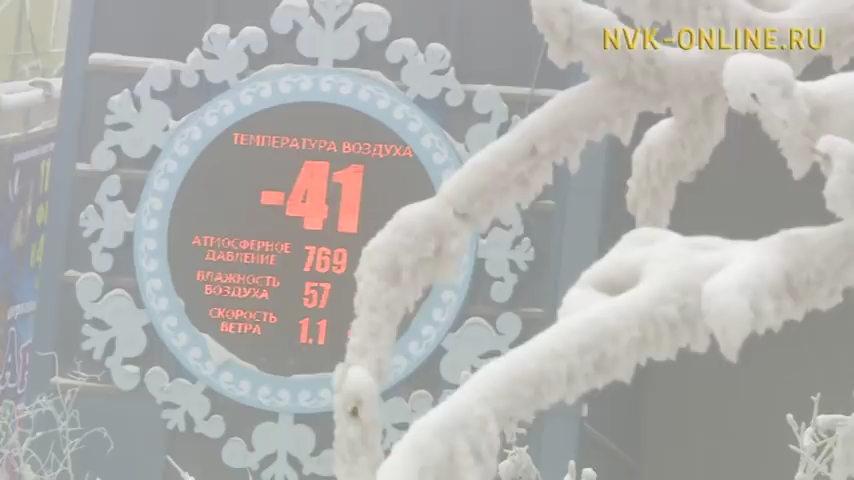 NVK-ONLINE.RU
ТЕМПЕРАТУРА ВОЗДУХА
-41
АТМОСФЕРНОЕ
ДАВЛЕНИЕ 769
ВЛАЖНОСТЬ
ВОЗДУХА 57
СКОРОСТЬ
ВЕТРА 1.1